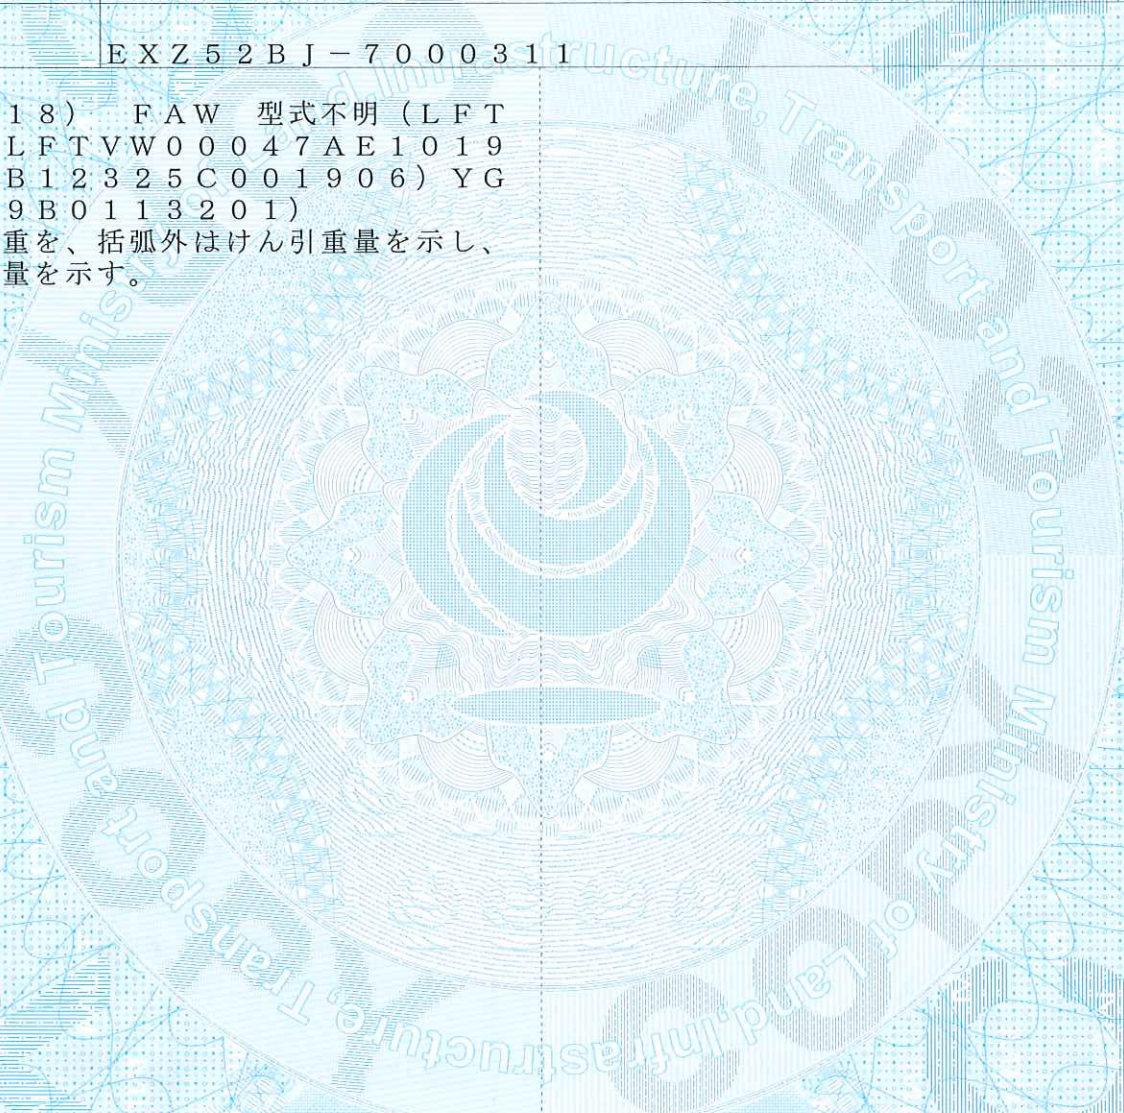 ＥＸＺ５２ＢＪ－７０００３１１
１８）　ＦＡＷ　型式不明（ＬＦＴ
ＬＦＴＶＷ０００４７ＡＥ１０１９
Ｂ１２３２５Ｃ００１９０６）ＹＧ
９Ｂ０１１３２０１）
重を、括弧外はけん引重量を示し、
量を示す。
Ministry of Land,Infrastructure,Transport and Tourism Ministry of Land,Infrastructure,Transport and Tourism
COPY
COPY